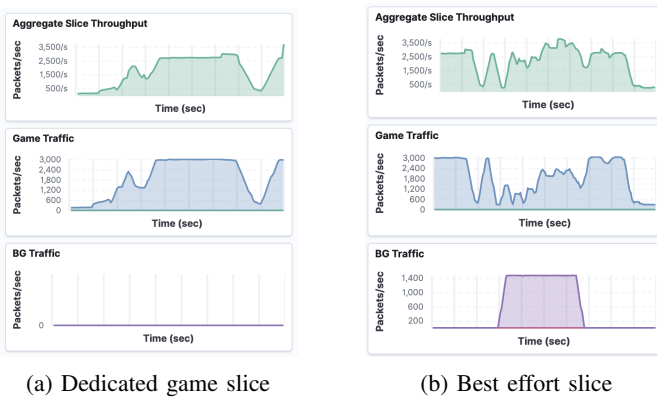 Aggregate Slice Throughput
Packets/sec
3,500/s
2,500/s
1,500/s
500/s
Time (sec)
Game Traffic
Packets/sec
3,000
2,400
1,800
1,200
600
0
Time (sec)
BG Traffic
Packets/sec
0
Time (sec)
(a) Dedicated game slice
Aggregate Slice Throughput
Packets/sec
3,500/s
2,500/s
1,500/s
500/s
Time (sec)
Game Traffic
Packets/sec
3,000
2,400
1,800
1,200
600
0
Time (sec)
BG Traffic
Packets/sec
1,400
1,000
600
200
Time (sec)
(b) Best effort slice